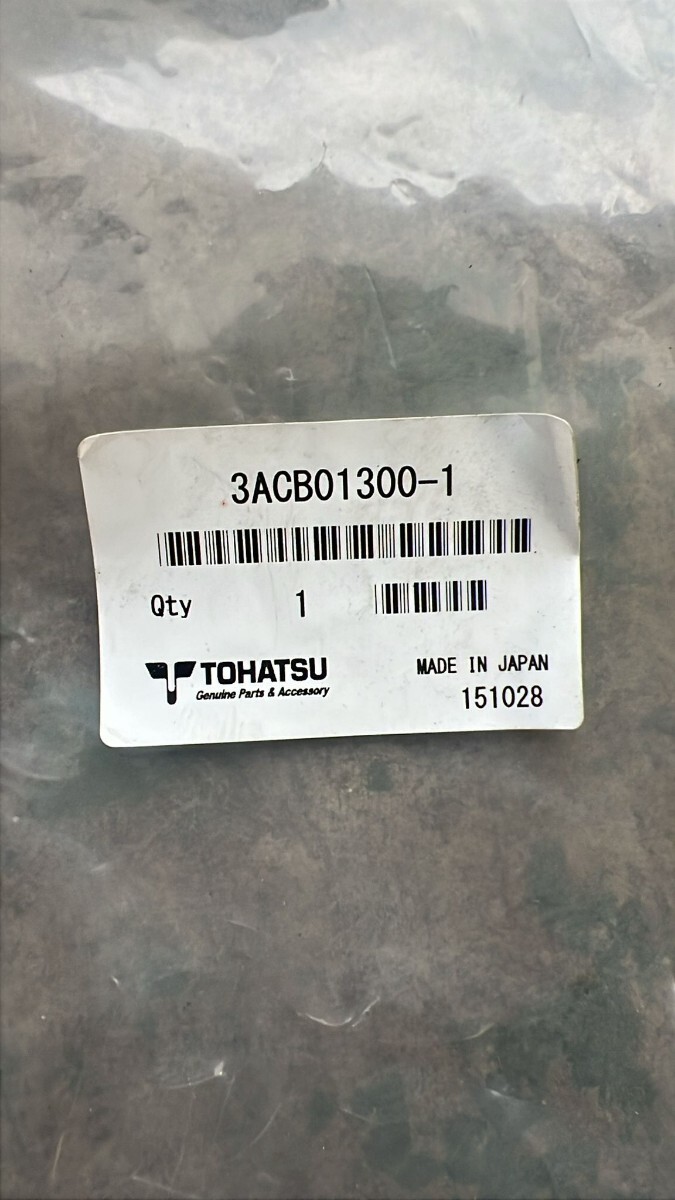 3ACB01300-1
Qty 1
TOHATSU
Genuine Parts & Accessory
MADE IN JAPAN
151028